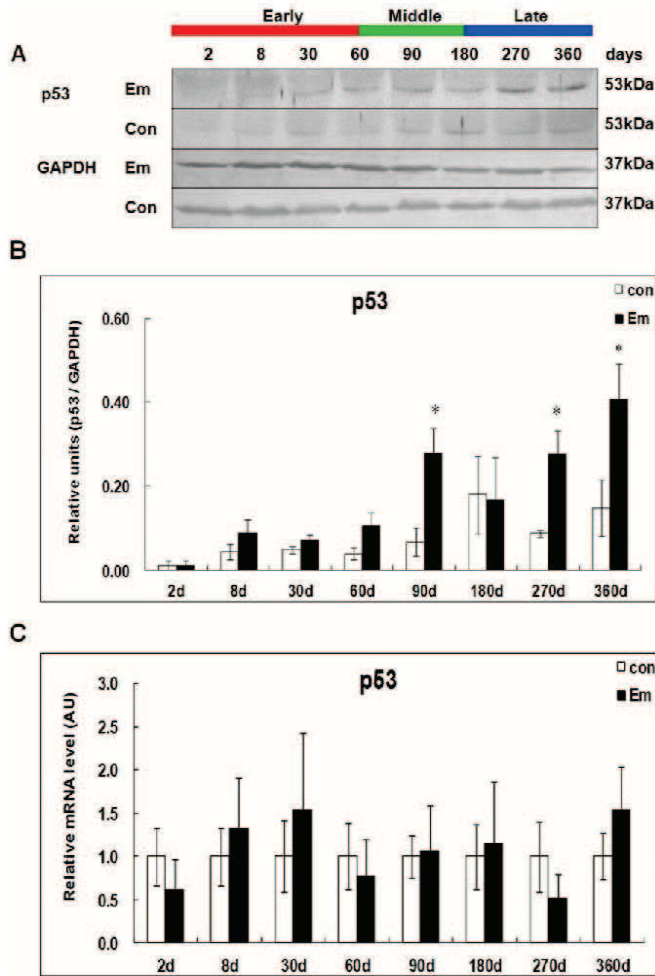 Early Middle Late
A 2 8 30 60 90 180 270 360 days
p53 Em 53kDa
Con 53kDa
GAPDH Em 37kDa
Con 37kDa
B
p53
con
Em
Relative units (p53 / GAPDH)
0.60
0.40
0.20
0.00
* * *
2d 8d 30d 60d 90d 180d 270d 360d
C
p53
con
Em
Relative mRNA level (AU)
3.0
2.5
2.0
1.5
1.0
0.5
0.0
2d 8d 30d 60d 90d 180d 270d 360d